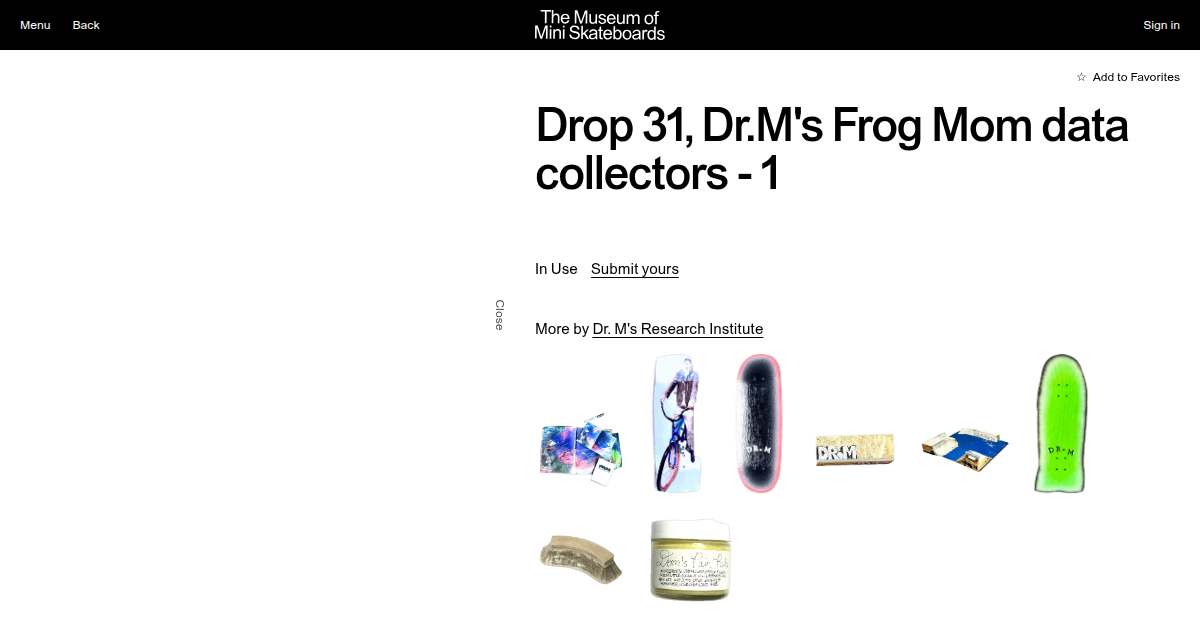 Menu
Back
The Museum of
Mini Skateboards
Sign in
☆ Add to Favorites
Drop 31, Dr.M's Frog Mom data
collectors - 1
In Use
Submit yours
Close
More by Dr. M's Research Institute
DR.M
DR.M
DR.M